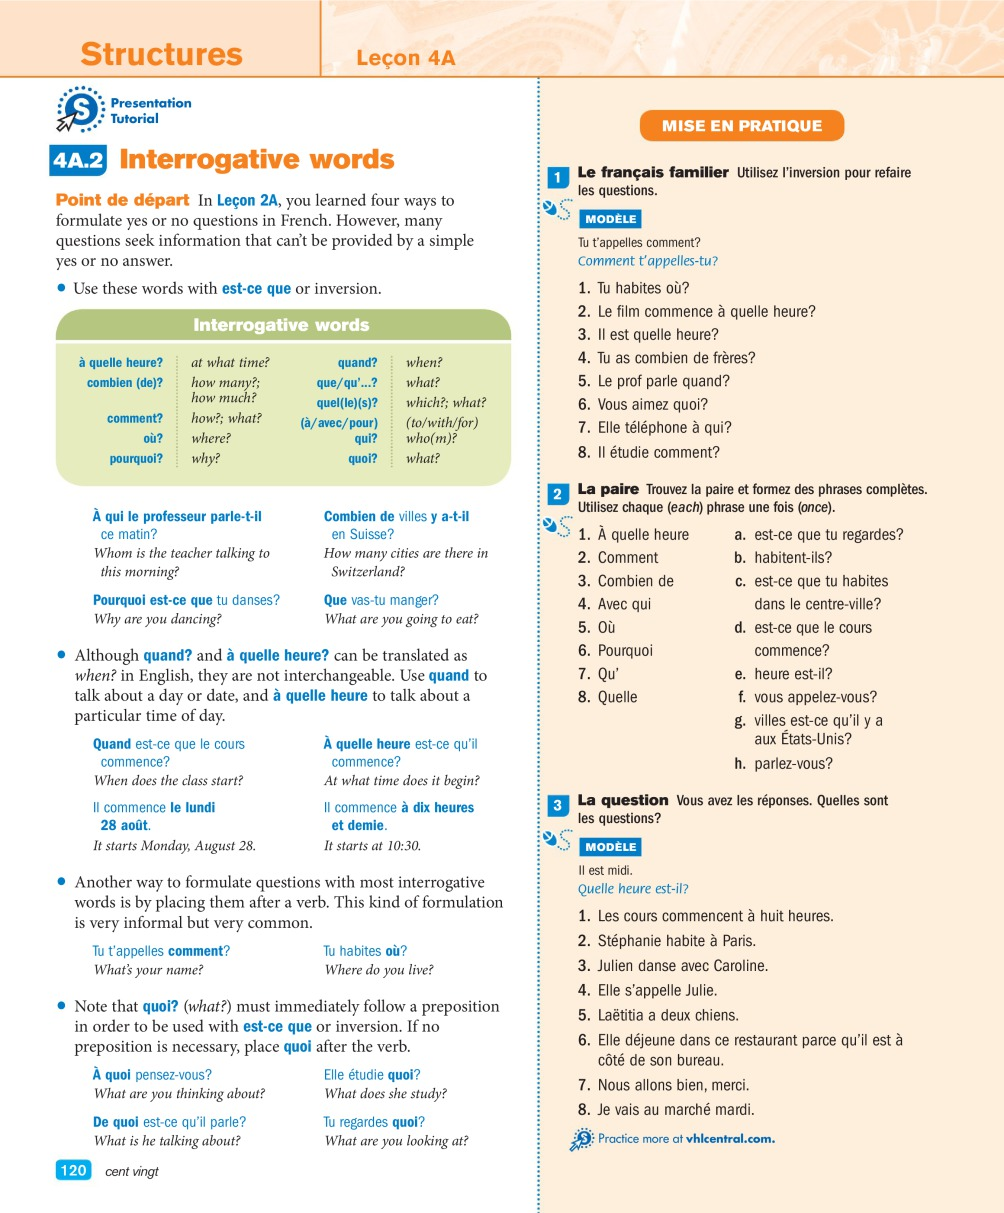 Structures
Leçon 4A
Presentation
Tutorial
4A.2 Interrogative words
Point de départ In Leçon 2A, you learned four ways to
formulate yes or no questions in French. However, many
questions seek information that can't be provided by a simple
yes or no answer.
• Use these words with est-ce que or inversion.
Interrogative words
à quelle heure? at what time?
combien (de)? how many?;
how much?
comment? how?; what?
où? where?
pourquoi? why?
quand? when?
que/qu'...? what?
quel(le)(s)? which?; what?
(à/avec/pour) (to/with/for)
qui? who(m)?
quoi? what?
À qui le professeur parle-t-il
ce matin?
Whom is the teacher talking to
this morning?
Combien de villes y a-t-il
en Suisse?
How many cities are there in
Switzerland?
Pourquoi est-ce que tu danses?
Why are you dancing?
Que vas-tu manger?
What are you going to eat?
• Although quand? and à quelle heure? can be translated as
when? in English, they are not interchangeable. Use quand to
talk about a day or date, and à quelle heure to talk about a
particular time of day.
Quand est-ce que le cours
commence?
When does the class start?
À quelle heure est-ce qu'il
commence?
At what time does it begin?
Il commence le lundi
28 août.
It starts Monday, August 28.
Il commence à dix heures
et demie.
It starts at 10:30.
• Another way to formulate questions with most interrogative
words is by placing them after a verb. This kind of formulation
is very informal but very common.
Tu t'appelles comment?
What's your name?
Tu habites où?
Where do you live?
• Note that quoi? (what?) must immediately follow a preposition
in order to be used with est-ce que or inversion. If no
preposition is necessary, place quoi after the verb.
À quoi pensez-vous?
What are you thinking about?
Elle étudie quoi?
What does she study?
De quoi est-ce qu'il parle?
What is he talking about?
Tu regardes quoi?
What are you looking at?
120 cent vingt
MISE EN PRATIQUE
1 Le français familier Utilisez l'inversion pour refaire
les questions.
MODÈLE
Tu t'appelles comment?
Comment t'appelles-tu?
1. Tu habites où?
2. Le film commence à quelle heure?
3. Il est quelle heure?
4. Tu as combien de frères?
5. Le prof parle quand?
6. Vous aimez quoi?
7. Elle téléphone à qui?
8. Il étudie comment?
2 La paire Trouvez la paire et formez des phrases complètes.
Utilisez chaque (each) phrase une fois (once).
1. À quelle heure
2. Comment
3. Combien de
4. Avec qui
5. Où
6. Pourquoi
7. Qu'
8. Quelle
a. est-ce que tu regardes?
b. habitent-ils?
c. est-ce que tu habites
dans le centre-ville?
d. est-ce que le cours
commence?
e. heure est-il?
f. vous appelez-vous?
g. villes est-ce qu'il y a
aux États-Unis?
h. parlez-vous?
3 La question Vous avez les réponses. Quelles sont
les questions?
MODÈLE
Il est midi.
Quelle heure est-il?
1. Les cours commencent à huit heures.
2. Stéphanie habite à Paris.
3. Julien danse avec Caroline.
4. Elle s'appelle Julie.
5. Laëtitia a deux chiens.
6. Elle déjeune dans ce restaurant parce qu'il est à
côté de son bureau.
7. Nous allons bien, merci.
8. Je vais au marché mardi.
S Practice more at vhlcentral.com.